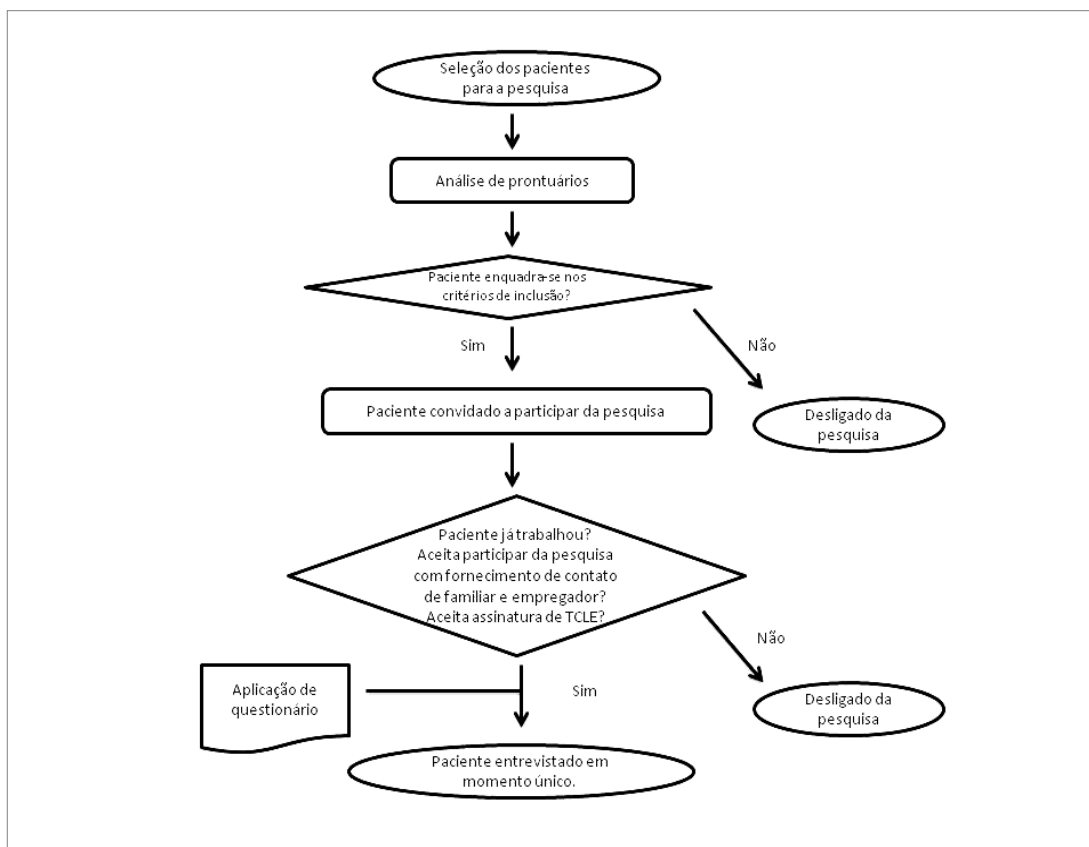 Seleção dos pacientes
para a pesquisa
Análise de prontuários
Paciente enquadra-se nos
critérios de inclusão?
Sim
Não
Paciente convidado a participar da pesquisa
Desligado da
pesquisa
Paciente já trabalhou?
Aceita participar da pesquisa
com fornecimento de contato
de familiar e empregador?
Aceita assinatura de TCLE?
Não
Aplicação de
questionário
Sim
Desligado da
pesquisa
Paciente entrevistado em
momento único.